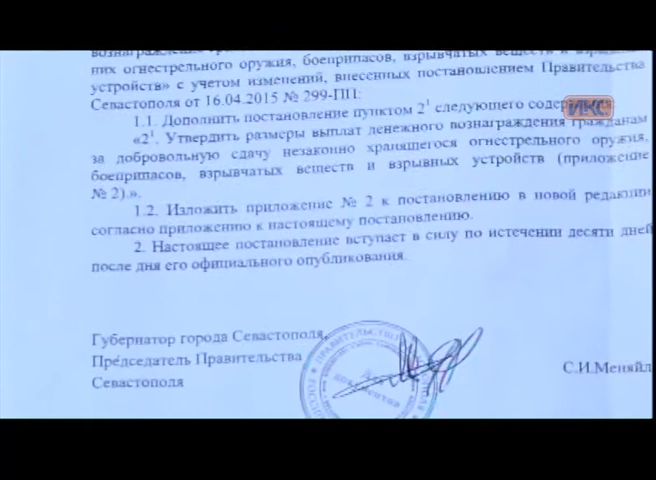 них огнестрельного оружия, боеприпасов, взрывчатых веществ и
устройств» с учетом изменений, внесенных постановлением Правительства
Севастополя от 16.04.2015 № 299-ПП:
1.1. Дополнить постановление пунктом 2¹ следующего
ИКС
«2¹. Утвердить размеры выплат денежного вознаграждения гражданам
за добровольную сдачу незаконно хранящегося огнестрельного оружия,
боеприпасов, взрывчатых веществ и взрывных устройств (приложение
№ 2).».
1.2. Изложить приложение № 2 к постановлению в новой редакции
согласно приложению к настоящему постановлению.
2. Настоящее постановление вступает в силу по истечении десяти дней
после дня его официального опубликования.
Губернатор города Севастополя,
Председатель Правительства
Севастополя
С.И.Меняйл
ПРАВИТЕЛЬСТВО
Для
документов